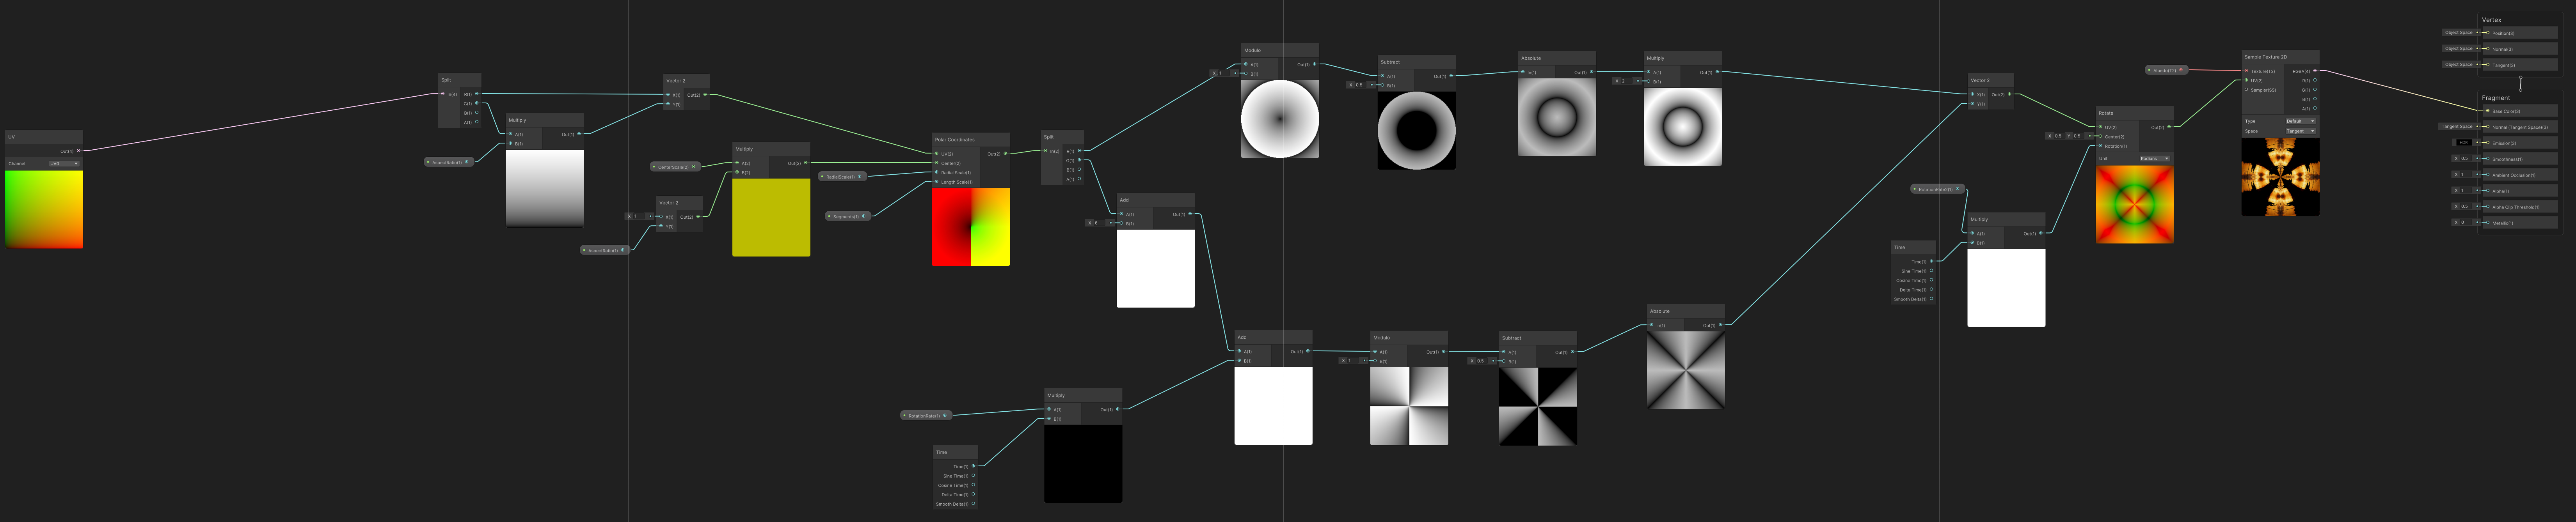 UV
Out(4)
Channel
UV0
Split
In(4)
R(1)
G(1)
B(1)
A(1)
AspectRatio(1)
Multiply
A(1)
Out(1)
B(1)
Vector 2
X(1)
Out(2)
Y(1)
CenterScale(2)
AspectRatio(1)
X 1
Vector 2
X(1)
Out(2)
Y(1)
Multiply
A(2)
Out(2)
B(2)
RadialScale(1)
Segments(1)
Polar Coordinates
UV(2)
Out(2)
Center(2)
Radial Scale(1)
Length Scale(1)
Split
In(2)
R(1)
G(1)
B(1)
A(1)
Add
A(1)
Out(1)
X
B(1)
RotationRate(1)
Time
Time(1)
Sine Time(1)
Cosine Time(1)
Delta Time(1)
Smooth Delta(1)
Multiply
A(1)
Out(1)
B(1)
Modulo
A(1)
Out(1)
X 1
B(1)
Subtract
A(1)
Out(1)
X 0.5
B(1)
Absolute
In(1)
Out(1)
Multiply
A(1)
Out(1)
X 2
B(1)
Add
A(1)
Out(1)
B(1)
Modulo
A(1)
Out(1)
X 1
B(1)
Subtract
A(1)
Out(1)
X 0.5
B(1)
Absolute
In(1)
Out(1)
Vector 2
X(1)
Out(2)
Y(1)
Time
Time(1)
Sine Time(1)
Cosine Time(1)
Delta Time(1)
Smooth Delta(1)
Multiply
A(1)
Out(1)
B(1)
Rotate
UV(2)
Out(2)
X 0.5 Y 0.5
Center(2)
Rotation(1)
Unit
Radians
Sample Texture 2D
Texture(T2)
RGBA(4)
UV(2)
R(1)
Sampler(SS)
G(1)
B(1)
A(1)
Type
Default
Space
Tangent
Vertex
Object Space
Position(3)
Object Space
Normal(3)
Object Space
Tangent(3)
Fragment
Base Color(3)
Tangent Space
Normal (Tangent Space)(3)
Emission(3)
X 0.5
Smoothness(1)
X 1
Ambient Occlusion(1)
X 1
Alpha(1)
X 0.5
Alpha Clip Threshold(1)
X 0
Metallic(1)